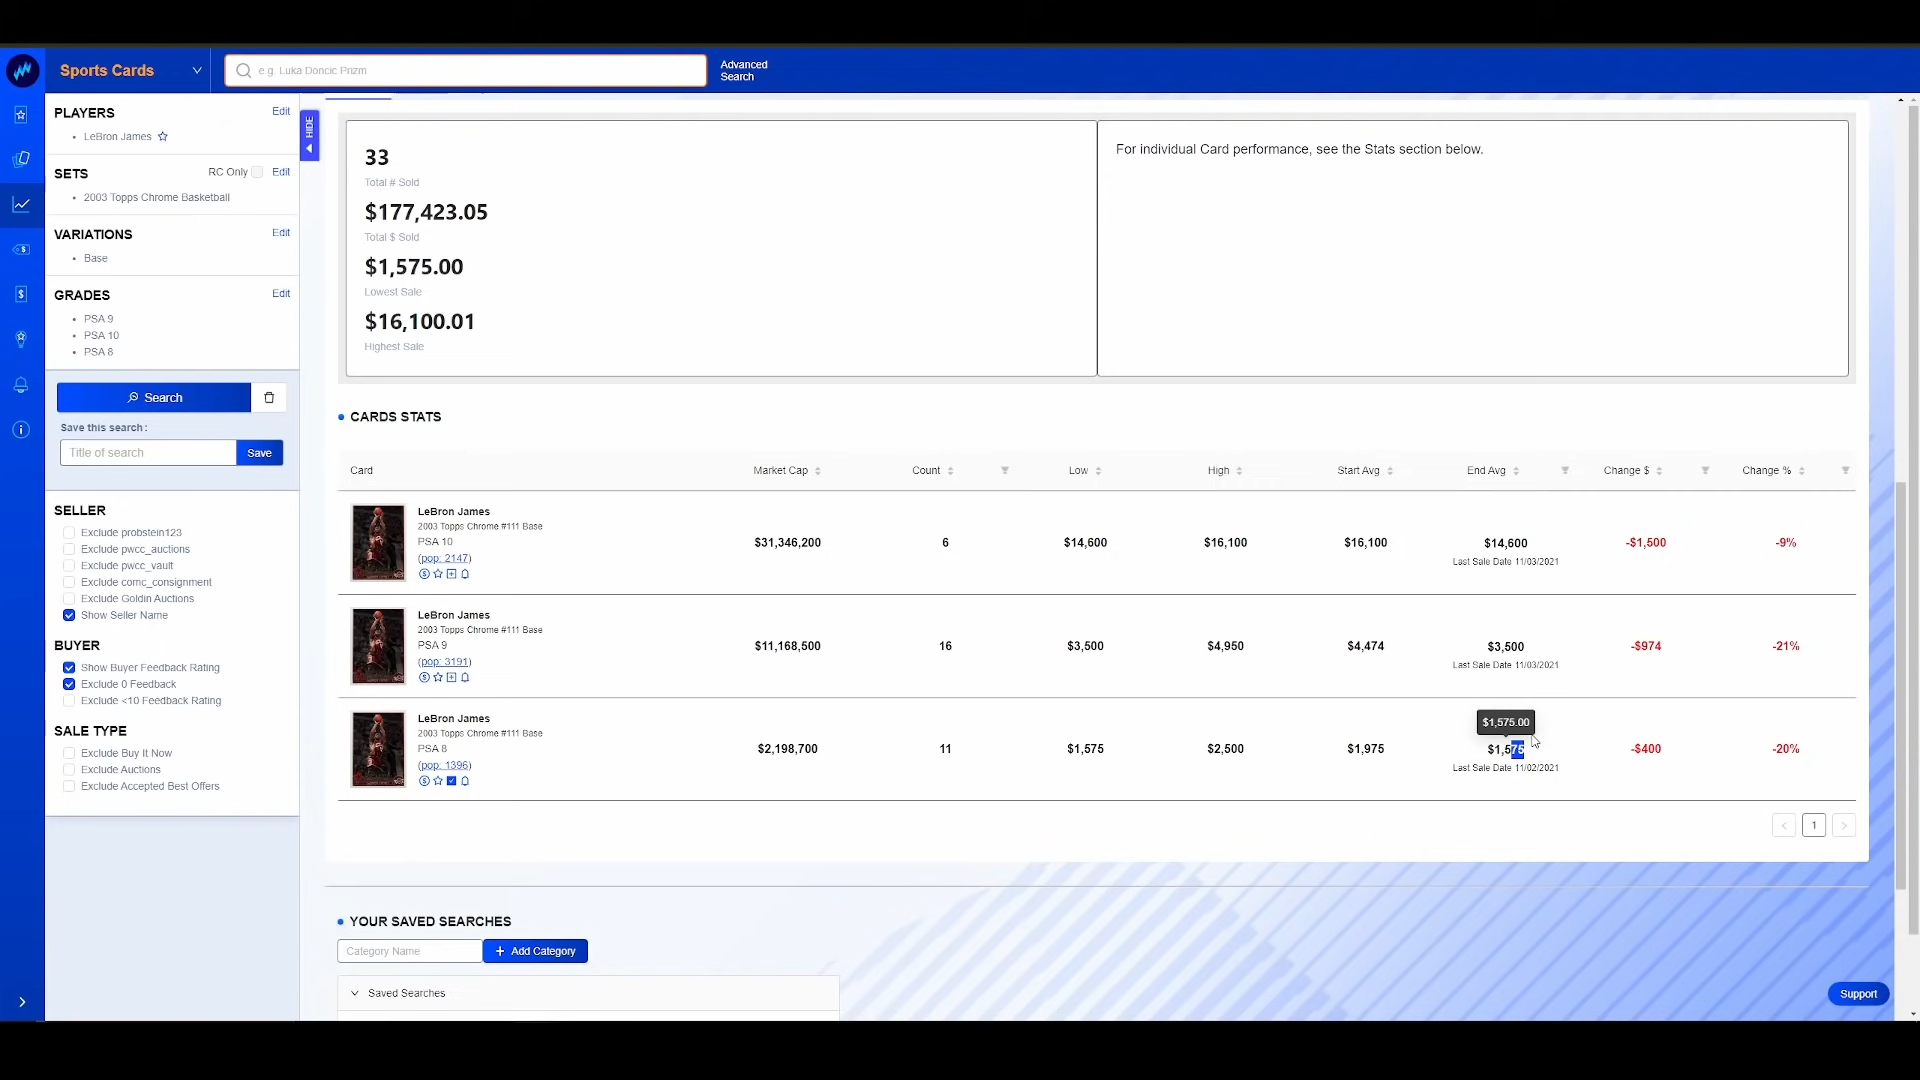 Sports Cards
e.g. Luka Doncic Prizm
Advanced
Search
PLAYERS
Edit
LeBron James
SETS
RC Only
Edit
2003 Topps Chrome Basketball
VARIATIONS
Edit
Base
GRADES
Edit
PSA 9
PSA 10
PSA 8
Search
Save this search:
Title of search
Save
SELLER
Exclude probstein123
Exclude pwcc_auctions
Exclude pwcc_vault
Exclude comc_consignment
Exclude Goldin Auctions
Show Seller Name
BUYER
Show Buyer Feedback Rating
Exclude 0 Feedback
Exclude <10 Feedback Rating
SALE TYPE
Exclude Buy It Now
Exclude Auctions
Exclude Accepted Best Offers
HIDE
33
Total # Sold
$177,423.05
Total $ Sold
$1,575.00
Lowest Sale
$16,100.01
Highest Sale
For individual Card performance, see the Stats section below.
CARDS STATS
Card Market Cap Count Low High Start Avg End Avg Change $ Change %
LeBron James
2003 Topps Chrome #111 Base
PSA 10
(pop: 2147)
$31,346,200 6 $14,600 $16,100 $16,100 $14,600 -$1,500 -9%
Last Sale Date 11/03/2021
LeBron James
2003 Topps Chrome #111 Base
PSA 9
(pop: 3191)
$11,168,500 16 $3,500 $4,950 $4,474 $3,500 -$974 -21%
Last Sale Date 11/03/2021
LeBron James
2003 Topps Chrome #111 Base
PSA 8
(pop: 1396)
$1,575.00
$2,198,700 11 $1,575 $2,500 $1,975 $1,575 -$400 -20%
Last Sale Date 11/02/2021
1
YOUR SAVED SEARCHES
Category Name
+ Add Category
Saved Searches
Support